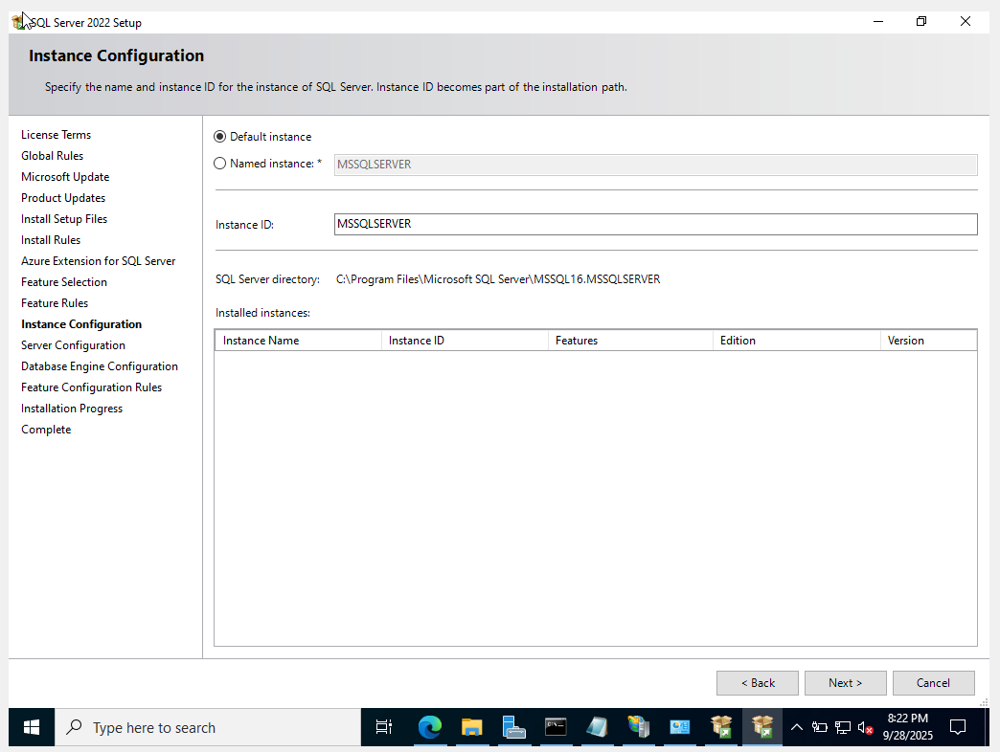 SQL Server 2022 Setup
Instance Configuration
Specify the name and instance ID for the instance of SQL Server. Instance ID becomes part of the installation path.
License Terms
Global Rules
Microsoft Update
Product Updates
Install Setup Files
Install Rules
Azure Extension for SQL Server
Feature Selection
Feature Rules
Instance Configuration
Server Configuration
Database Engine Configuration
Feature Configuration Rules
Installation Progress
Complete
Default instance
Named instance: * MSSQLSERVER
Instance ID: MSSQLSERVER
SQL Server directory: C:\Program Files\Microsoft SQL Server\MSSQL16.MSSQLSERVER
Installed instances:
Instance Name Instance ID Features Edition Version
< Back Next > Cancel
Type here to search
8:22 PM
9/28/2025